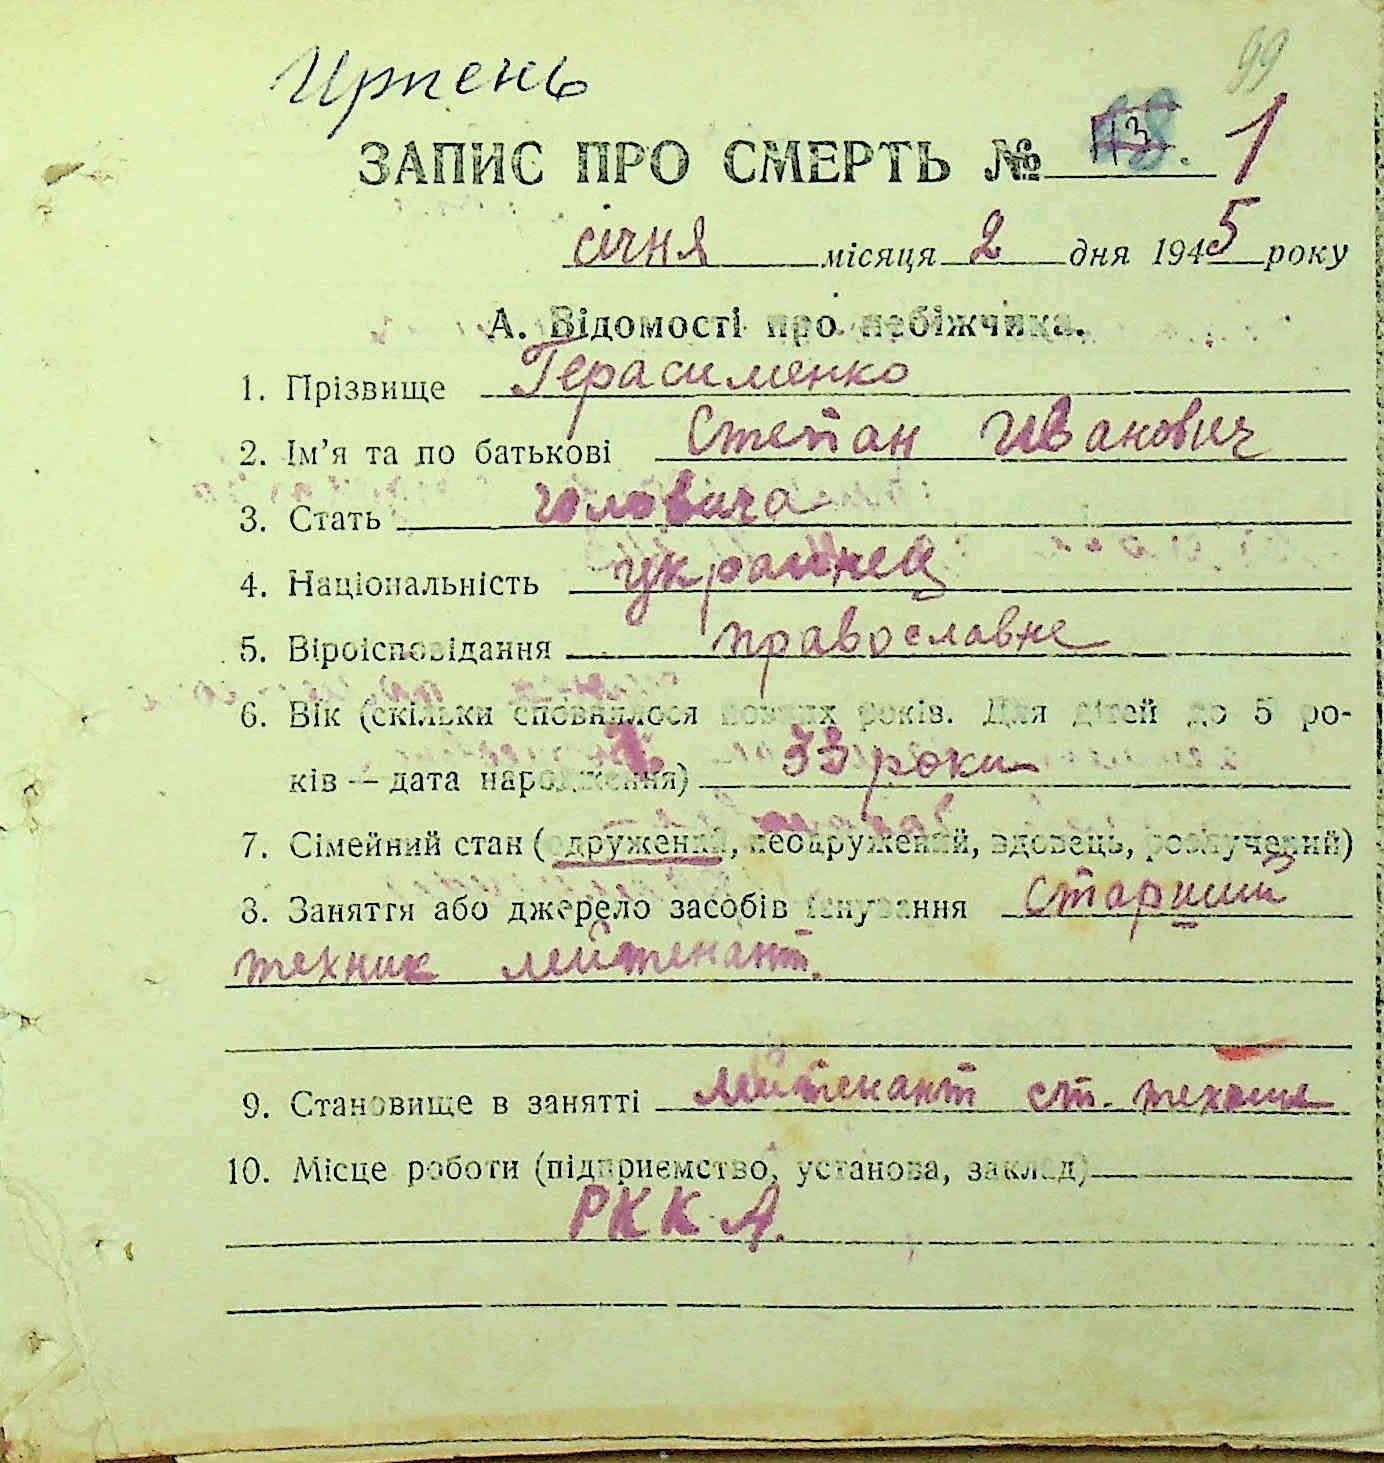 99
Ирпень
ЗАПИС ПРО СМЕРТЬ № 1
січня місяця 2 дня 1945 року
А. Відомості про небіжчика.
1. Прізвище Герасименко
2. Ім’я та по батькові Степан Иванович
3. Стать чоловіча
4. Національність украинец
5. Віроісповідання православне
6. Вік (скільки сповнилося повних років. Для дітей до 5 ро-
ків — дата народження) 33 роки
7. Сімейний стан (одружений, неодружений, вдовець, розлучений)
8. Заняття або джерело засобів існування Старший
техник лейтенант.
9. Становище в занятті лейтенант ст.
10. Місце роботи (підприємство, установа, заклад)
РККА.